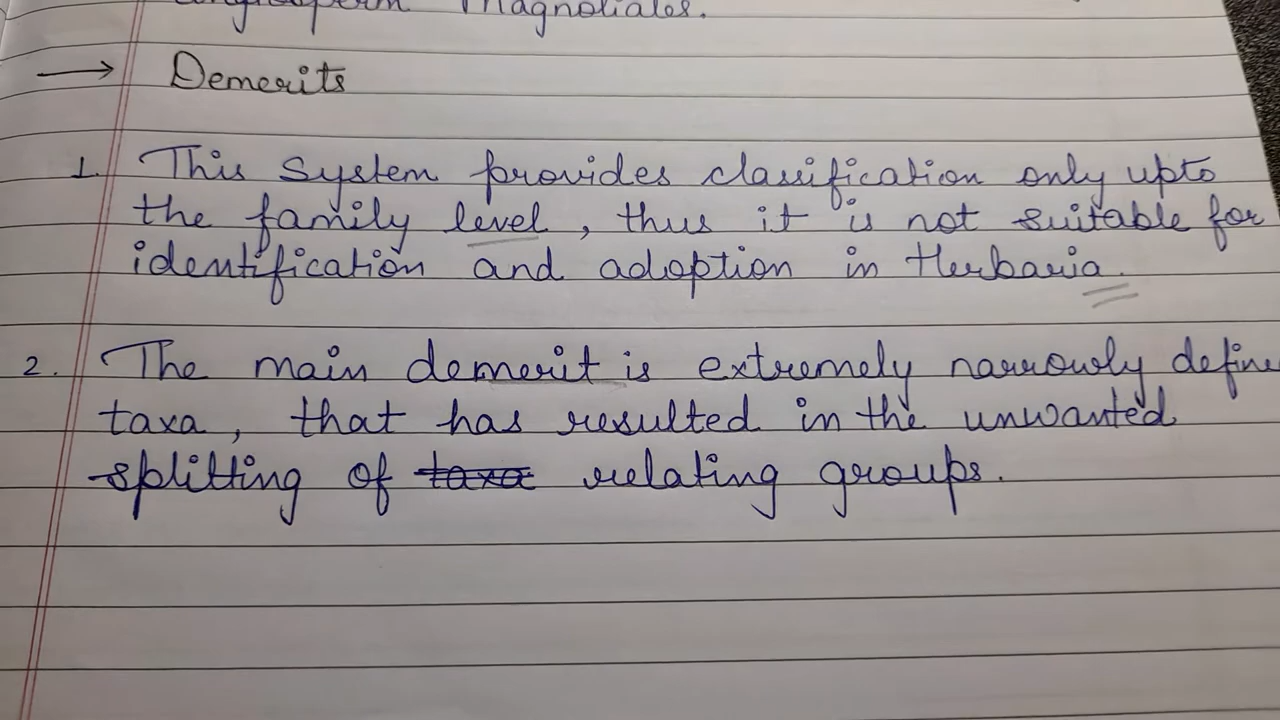 Magnoliales.
→ Demerits
1. This System provides classification only upto
the family level, thus it is not suitable for
identification and adoption in Herbaria.
2. The main demerit is extremely narrowly define
taxa, that has resulted in the unwanted
splitting of taxa relating groups.